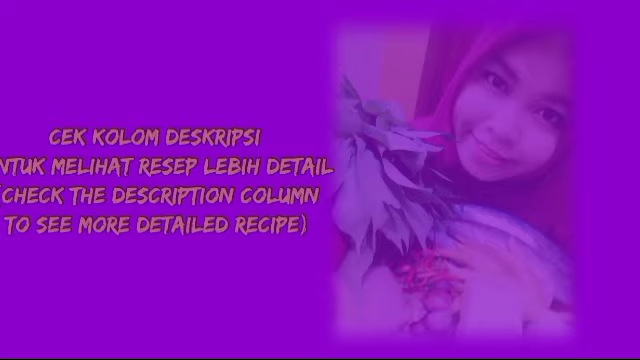 CEK KOLOM DESKRIPSI
NTUK MELIHAT RESEP LEBIH DETAIL
(CHECK THE DESCRIPTION COLUMN
TO SEE MORE DETAILED RECIPE)